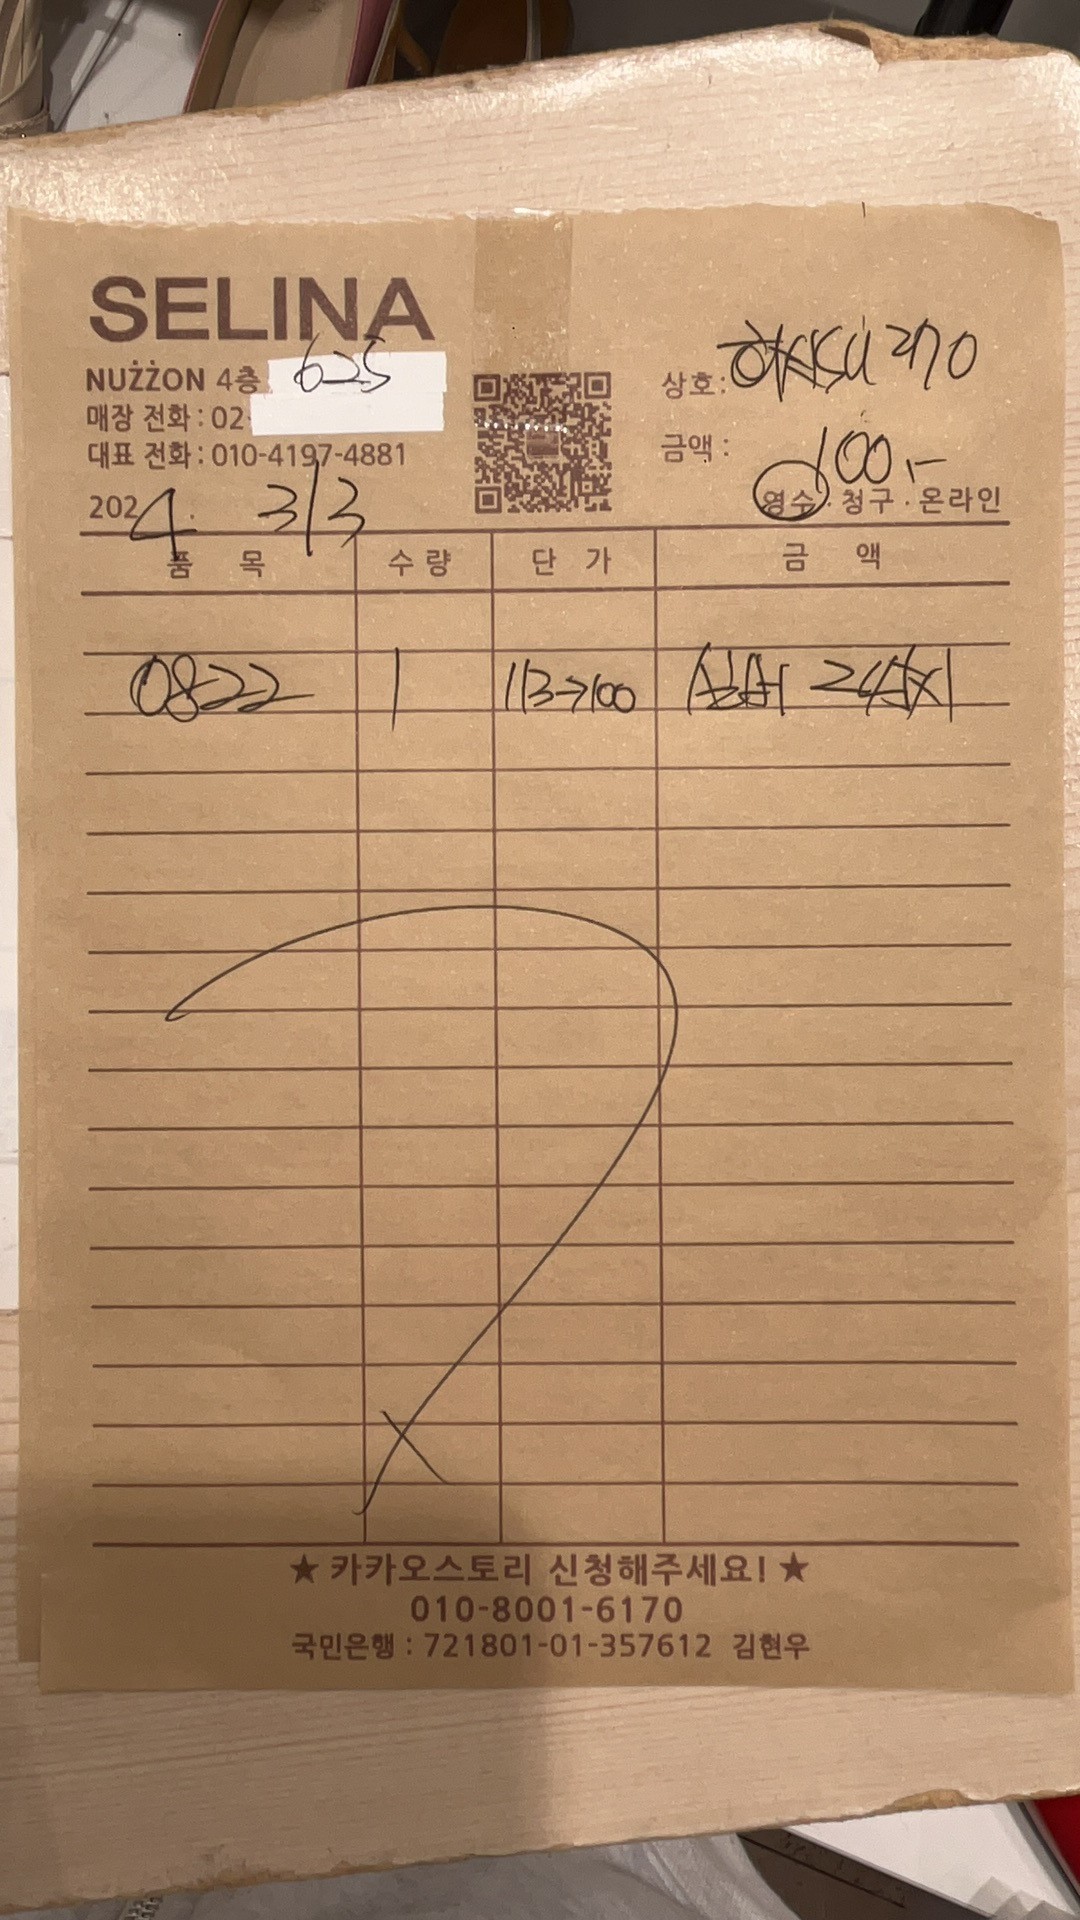 SELINA
NUŻŻON 4층 625
매장 전화 : 02-
대표 전화 : 010-4197-4881
상호: 270
금액 : 100,-
영수 · 청구 · 온라인
2024. 3/3
품 목 수 량 단 가 금 액
0822 1 113→100
★ 카카오스토리 신청해주세요! ★
010-8001-6170
국민은행 : 721801-01-357612 김현우